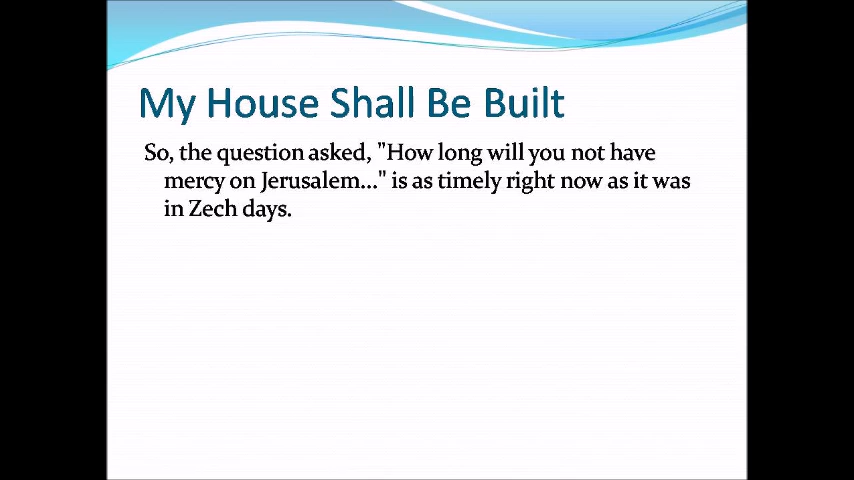 My House Shall Be Built
So, the question asked, "How long will you not have
mercy on Jerusalem..." is as timely right now as it was
in Zech days.